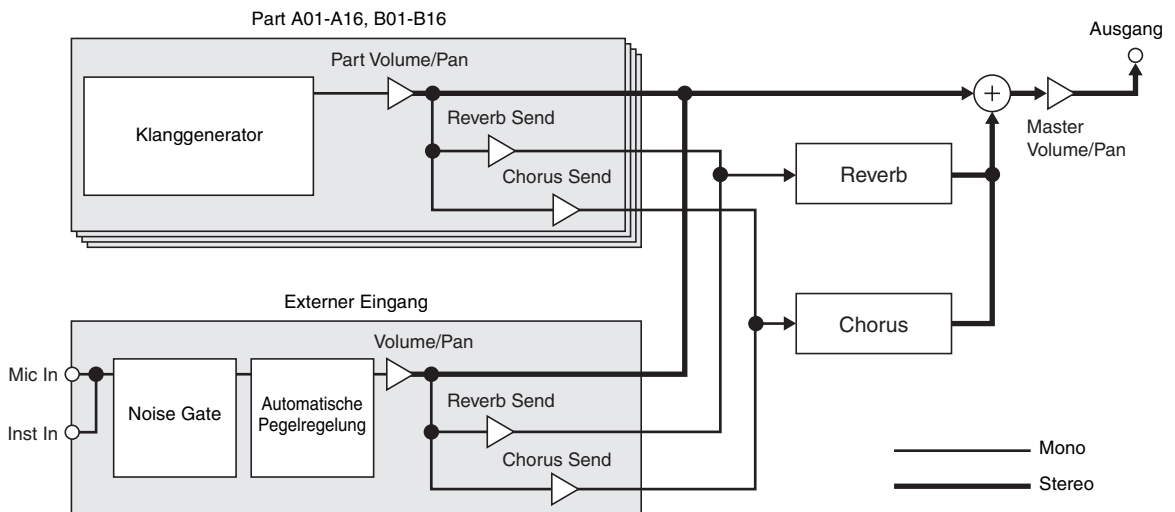 Part A01-A16, B01-B16
Ausgang
Part Volume/Pan
Klanggenerator
Reverb Send
Chorus Send
Master
Volume/Pan
Reverb
Externer Eingang
Chorus
Volume/Pan
Mic In
Inst In
Noise Gate
Automatische
Pegelregelung
Reverb Send
Chorus Send
Mono
Stereo